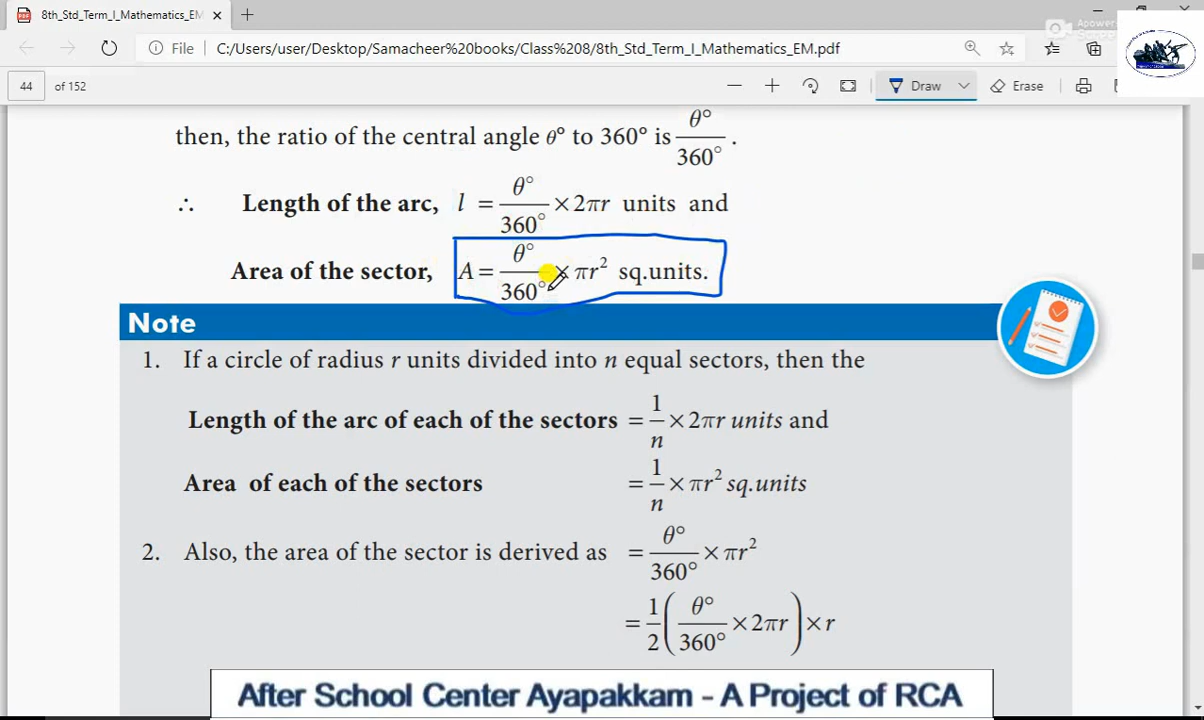 8th_Std_Term_I_Mathematics_EM
File C:/Users/user/Desktop/Samacheer%20books/Class%208/8th_Std_Term_I_Mathematics_EM.pdf
44 of 152
Draw Erase
then, the ratio of the central angle θ° to 360° is θ°/360° .
∴ Length of the arc, l = θ°/360° × 2πr units and
Area of the sector, A = θ°/360° × πr² sq.units.
Note
1. If a circle of radius r units divided into n equal sectors, then the
Length of the arc of each of the sectors = 1/n × 2πr units and
Area of each of the sectors = 1/n × πr² sq.units
2. Also, the area of the sector is derived as = θ°/360° × πr²
= 1/2 (θ°/360° × 2πr) × r
After School Center Ayapakkam - A Project of RCA